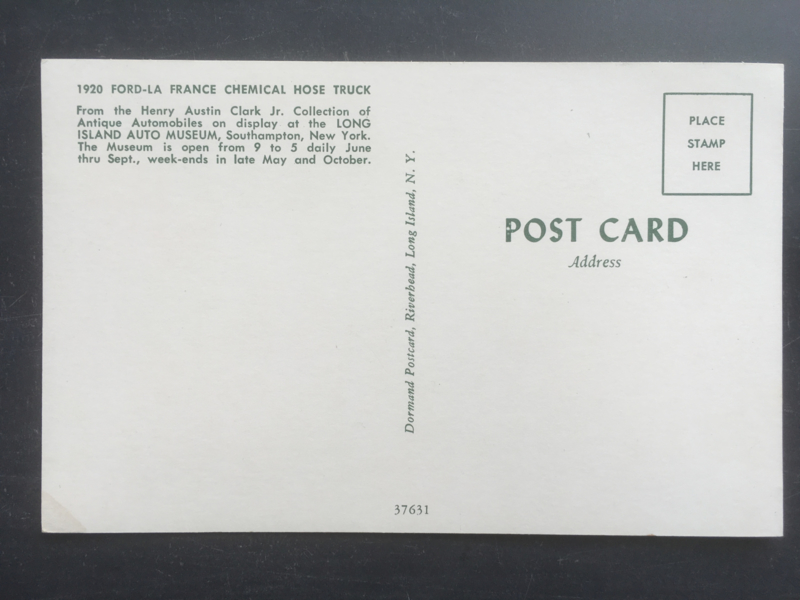 1920 FORD-LA FRANCE CHEMICAL HOSE TRUCK
From the Henry Austin Clark Jr. Collection of
Antique Automobiles on display at the LONG
ISLAND AUTO MUSEUM, Southampton, New York.
The Museum is open from 9 to 5 daily June
thru Sept., week-ends in late May and October.
Dormand Postcard, Riverhead, Long Island, N. Y.
37631
PLACE
STAMP
HERE
POST CARD
Address